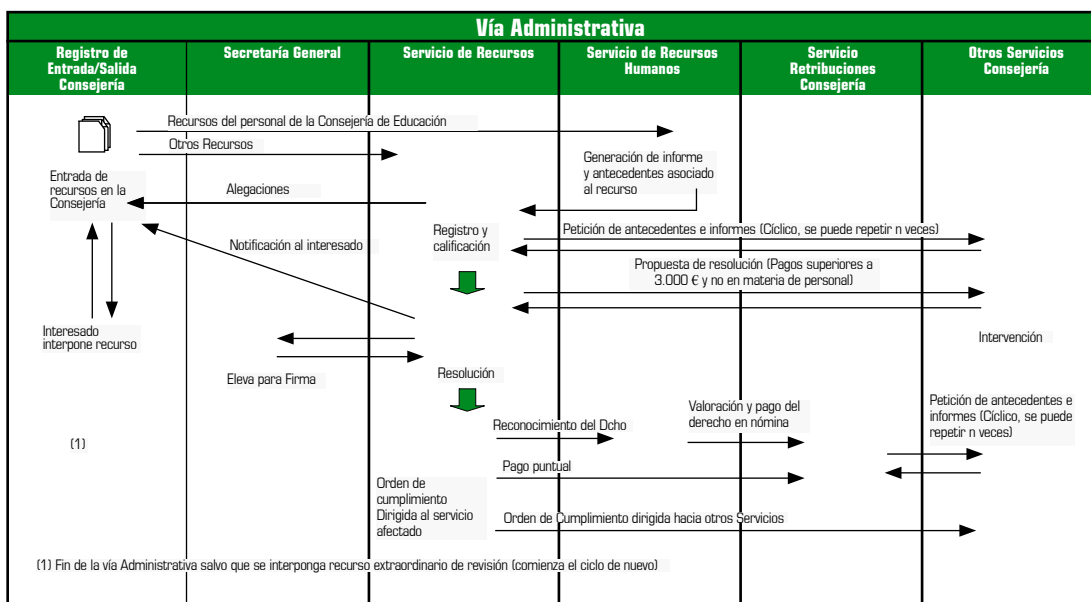 Vía Administrativa
Registro de
Entrada/Salida
Consejería
Secretaría General
Servicio de Recursos
Servicio de Recursos
Humanos
Servicio
Retribuciones
Consejería
Otros Servicios
Consejería
Recursos del personal de la Consejería de Educación
Otros Recursos
Generación de informe
y antecedentes asociado
al recurso
Entrada de
recursos en la
Consejería
Alegaciones
Registro y
calificación
Petición de antecedentes e informes (Cíclico, se puede repetir n veces)
Notificación al interesado
Propuesta de resolución (Pagos superiores a
3.000 € y no en materia de personal)
Interesado
interpone recurso
Intervención
Eleva para Firma
Resolución
Petición de antecedentes e
informes (Cíclico, se puede
repetir n veces)
Valoración y pago del
derecho en nómina
Reconocimiento del Dcho
(1)
Pago puntual
Orden de
cumplimiento
Dirigida al servicio
afectado
Orden de Cumplimiento dirigida hacia otros Servicios
(1) Fin de la vía Administrativa salvo que se interponga recurso extraordinario de revisión (comienza el ciclo de nuevo)